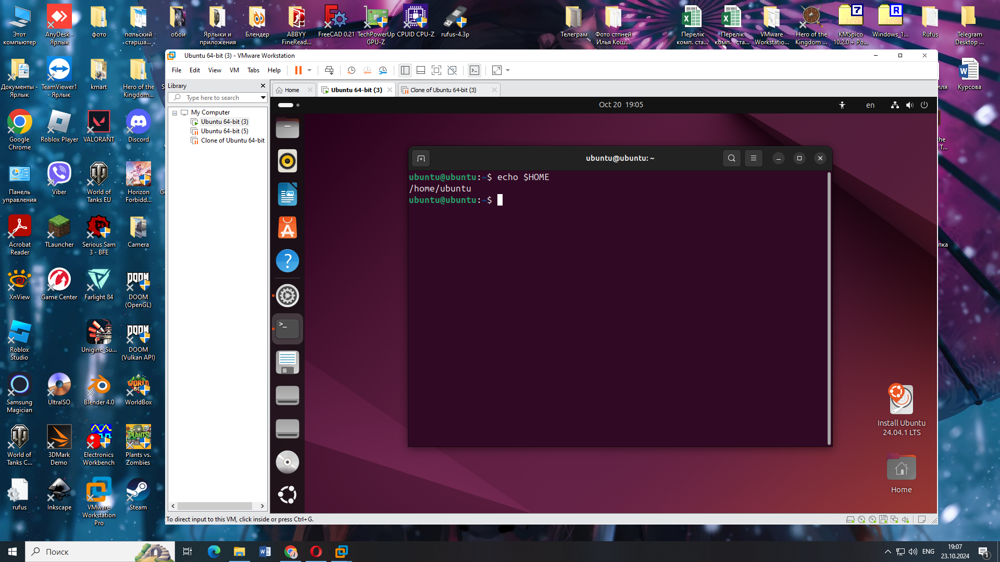 Этот компьютер
AnyDesk - Ярлык
фото
польский старша...
обои
Ярлыки и приложения
Блендер
ABBYY FineRead...
FreeCAD 0.21
TechPowerUp GPU-Z
CPUID CPU-Z
rufus-4.3p
Телеграм
Фото стпней Илья Кош...
Перелік комп. ста...
Перелік комп. - ста...
VMware Workstatio...
Hero of the Kingdom ...
KMSpico 10.2.0 + Po...
Windows_1...
Rufus
Telegram Desktop ...
Документы - Ярлык
TeamViewer1 - Ярлык
kmart
Hero of the Kingdom...
Курсова
Google Chrome
Roblox Player
VALORANT
Discord
Панель управления
Viber
World of Tanks EU
Horizon Forbidd...
Acrobat Reader
TLauncher
Serious Sam 3 - BFE
Camera
XnView
Game Center
Farlight 84
DOOM (OpenGL)
Roblox Studio
Unigine_Su...
DOOM (Vulkan API)
Samsung Magician
UltraISO
Blender 4.0
WorldBox
World of Tanks C...
3DMark Demo
Electronics Workbench
Plants vs. Zombies
rufus
Inkscape
VMware Workstation Pro
Steam
Ubuntu 64-bit (3) - VMware Workstation
File Edit View VM Tabs Help
Library
Type here to search
My Computer
Ubuntu 64-bit (3)
Ubuntu 64-bit (5)
Clone of Ubuntu 64-bit
Home
Ubuntu 64-bit (3)
Clone of Ubuntu 64-bit (3)
Oct 20 19:05
en
ubuntu@ubuntu: ~
ubuntu@ubuntu:~$ echo $HOME
/home/ubuntu
ubuntu@ubuntu:~$
Install Ubuntu 24.04.1 LTS
Home
To direct input to this VM, click inside or press Ctrl+G.
Поиск
ENG
19:07
23.10.2024
1